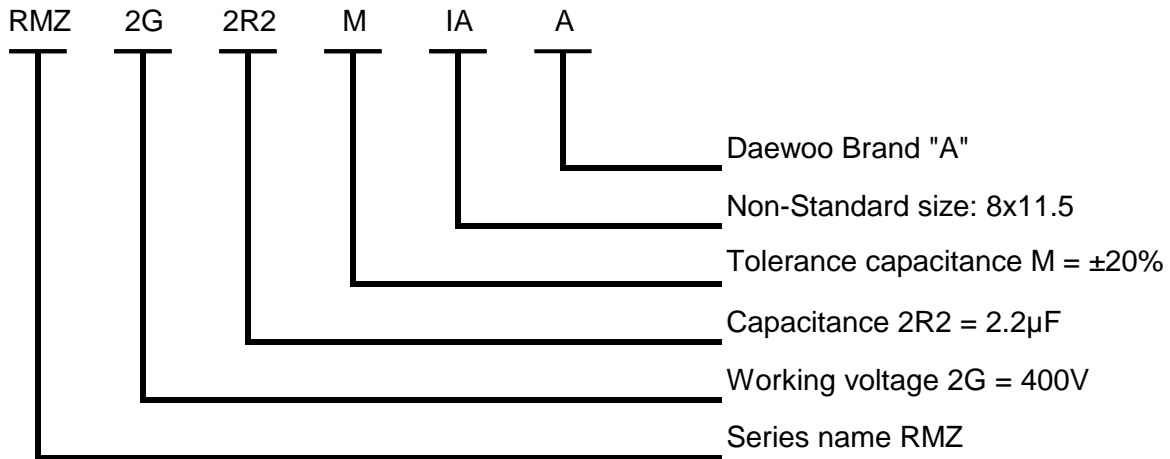 RMZ 2G 2R2 M IA A
Daewoo Brand "A"
Non-Standard size: 8x11.5
Tolerance capacitance M = ±20%
Capacitance 2R2 = 2.2µF
Working voltage 2G = 400V
Series name RMZ